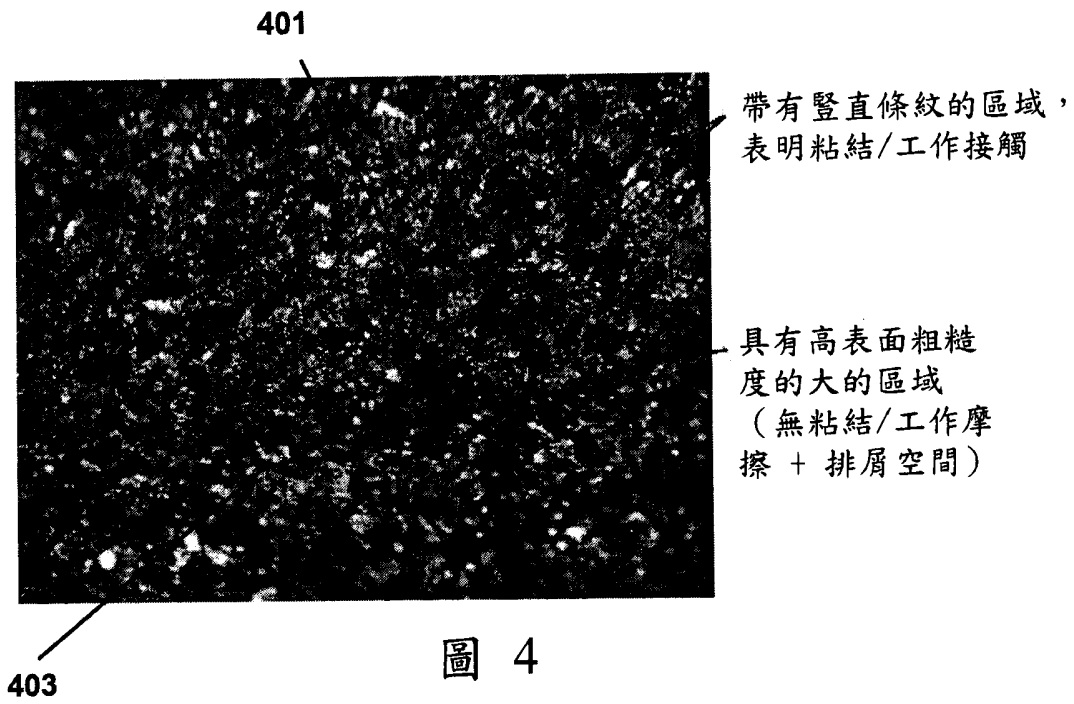 401
帶有豎直條紋的區域，
表明粘結/工作接觸
具有高表面粗糙
度的大的區域
（無粘結/工作摩
擦 + 排屑空間）
403
圖 4